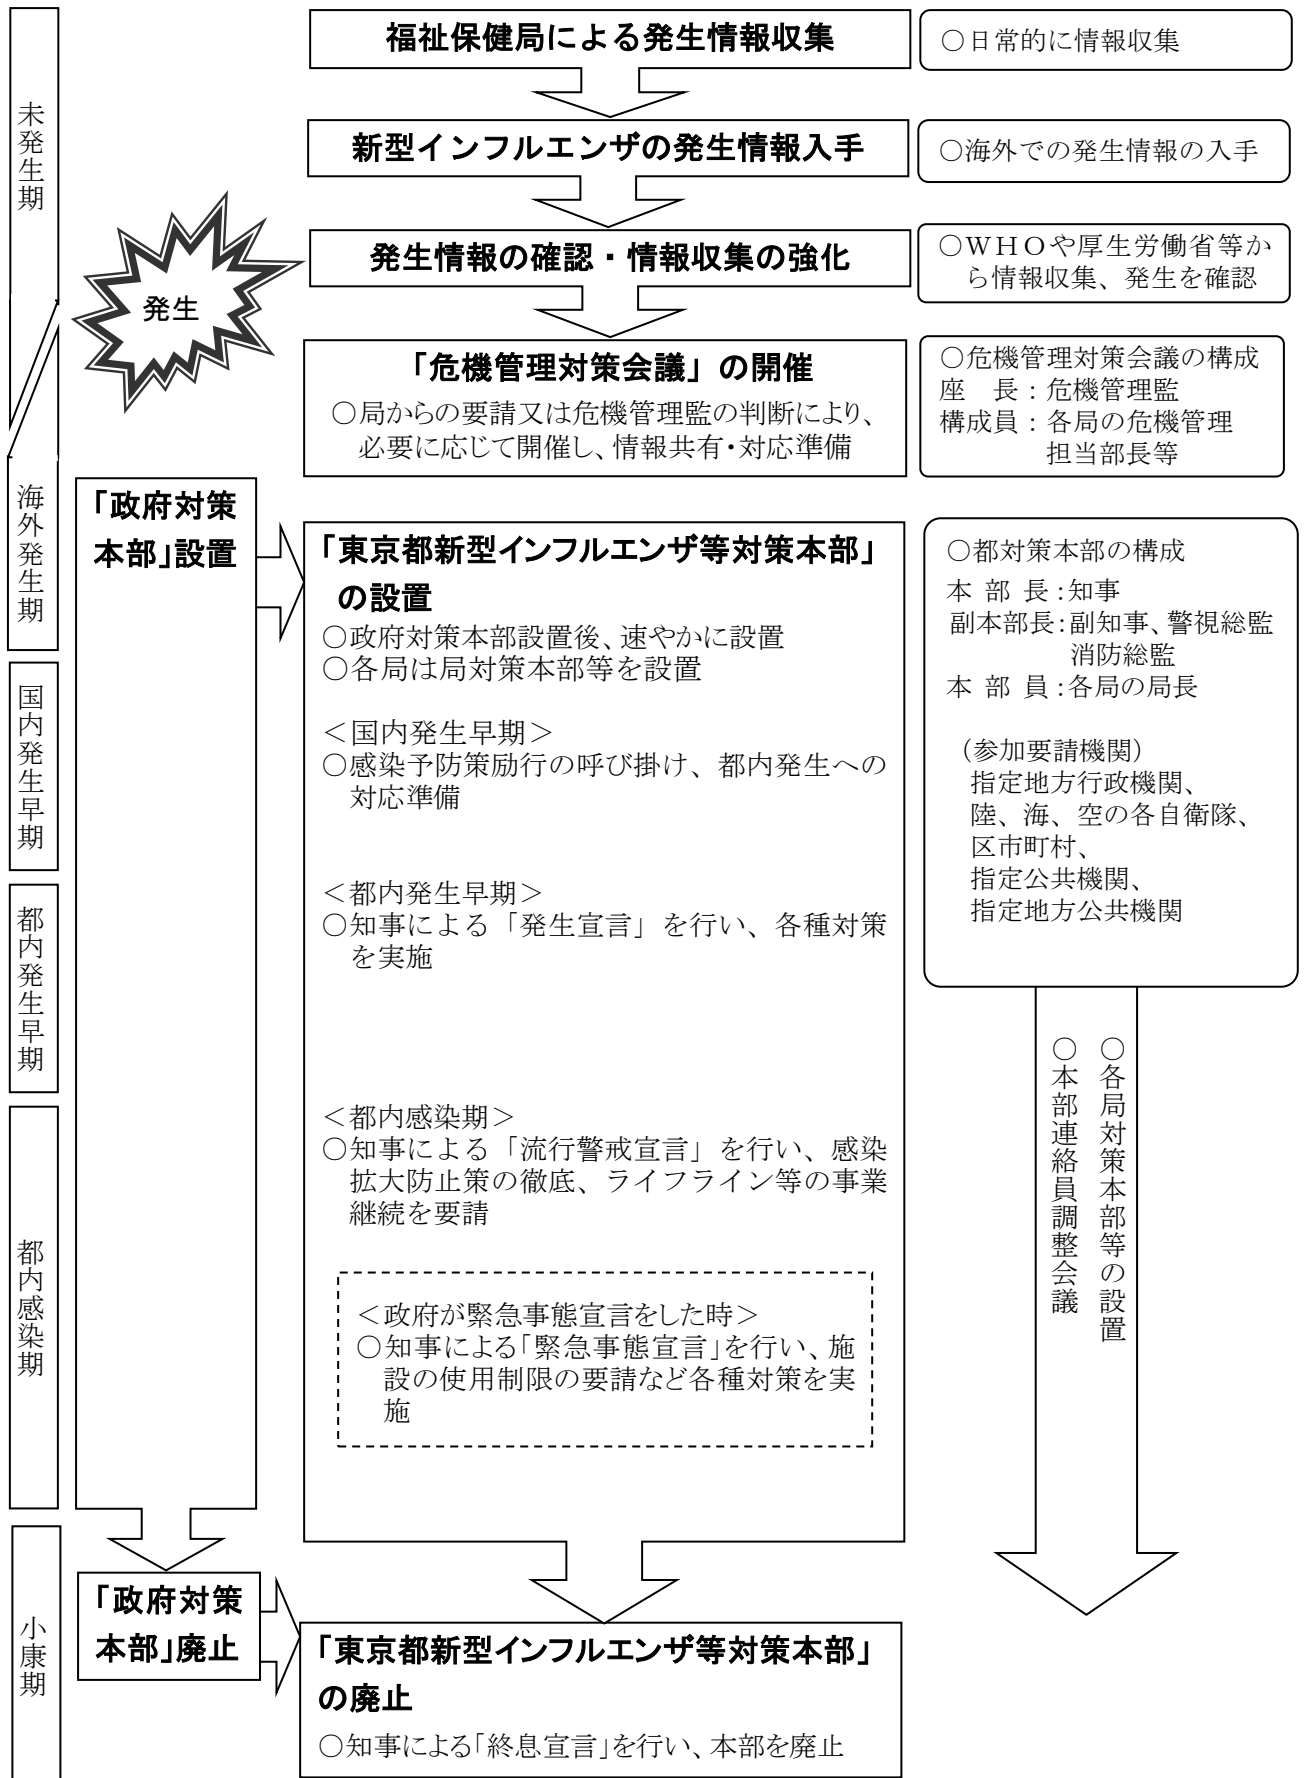 未発生期
海外発生期
国内発生早期
都内発生早期
都内感染期
小康期
福祉保健局による発生情報収集
○日常的に情報収集
新型インフルエンザの発生情報入手
○海外での発生情報の入手
発生
発生情報の確認・情報収集の強化
○WHOや厚生労働省等か
ら情報収集、発生を確認
「危機管理対策会議」の開催
○局からの要請又は危機管理監の判断により、
必要に応じて開催し、情報共有・対応準備
○危機管理対策会議の構成
座　長：危機管理監
構成員：各局の危機管理
担当部長等
「政府対策
本部」設置
「東京都新型インフルエンザ等対策本部」
の設置
○政府対策本部設置後、速やかに設置
○各局は局対策本部等を設置
＜国内発生早期＞
○感染予防策励行の呼び掛け、都内発生への
対応準備
＜都内発生早期＞
○知事による「発生宣言」を行い、各種対策
を実施
＜都内感染期＞
○知事による「流行警戒宣言」を行い、感染
拡大防止策の徹底、ライフライン等の事業
継続を要請
＜政府が緊急事態宣言をした時＞
○知事による「緊急事態宣言」を行い、施
設の使用制限の要請など各種対策を実
施
○都対策本部の構成
本 部 長：知事
副本部長：副知事、警視総監
消防総監
本 部 員：各局の局長
（参加要請機関）
指定地方行政機関、
陸、海、空の各自衛隊、
区市町村、
指定公共機関、
指定地方公共機関
○各局対策本部等の設置
○本部連絡員調整会議
「政府対策
本部」廃止
「東京都新型インフルエンザ等対策本部」
の廃止
○知事による「終息宣言」を行い、本部を廃止